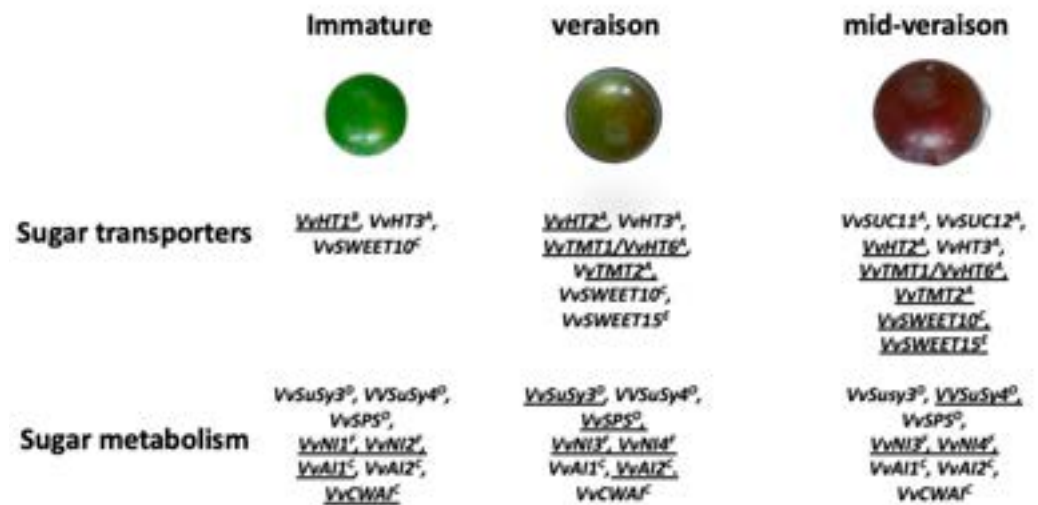 Immature veraison mid-veraison
Sugar transporters
VvHT1ᴮ, VvHT3ᴬ,
VvSWEET10ᶜ
VvHT2ᴬ, VvHT3ᴬ,
VvTMT1/VvHT6ᴬ,
VvTMT2ᴬ,
VvSWEET10ᶜ,
VvSWEET15ᴱ
VvSUC11ᴬ, VvSUC12ᴬ,
VvHT2ᴬ, VvHT3ᴬ,
VvTMT1/VvHT6ᴬ,
VvTMT2ᴬ
VvSWEET10ᶜ,
VvSWEET15ᴱ
Sugar metabolism
VvSuSy3ᴰ, VVSuSy4ᴰ,
VvSPSᴰ,
VvNI1ᶠ, VvNI2ᶠ,
VvAI1ᶜ, VvAI2ᶜ,
VvCWAIᶜ
VvSuSy3ᴰ, VVSuSy4ᴰ,
VvSPSᴰ,
VvNI3ᶠ, VvNI4ᶠ
VvAI1ᶜ, VvAI2ᶜ,
VvCWAIᶜ
VvSusy3ᴰ, VVSuSy4ᴰ,
VvSPSᴰ,
VvNI3ᶠ, VvNI4ᶠ,
VvAI1ᶜ, VvAI2ᶜ,
VvCWAIᶜ